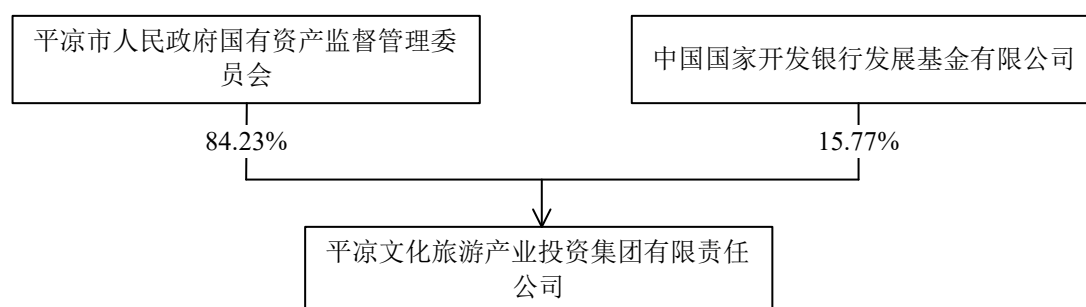 平凉市人民政府国有资产监督管理委
员会
中国国家开发银行发展基金有限公司
84.23%
15.77%
平凉文化旅游产业投资集团有限责任
公司